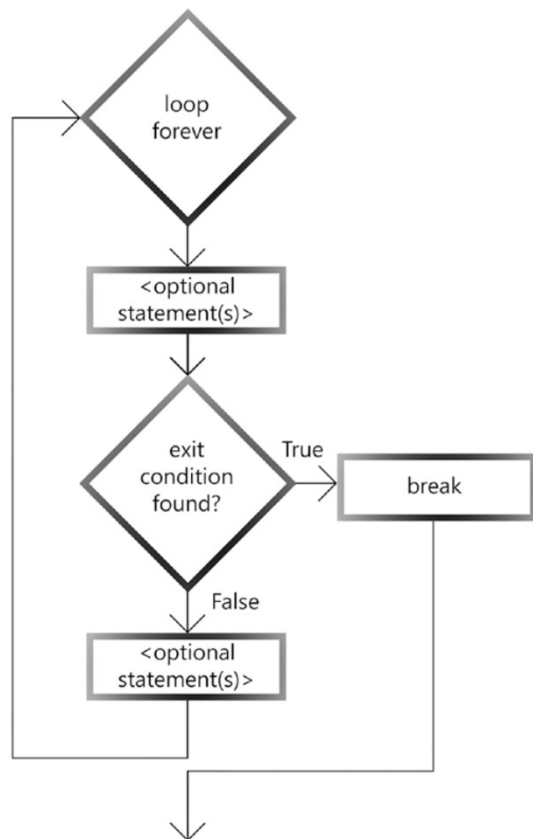 loop
forever
<optional
statement(s)>
exit
condition
found?
True
break
False
<optional
statement(s)>